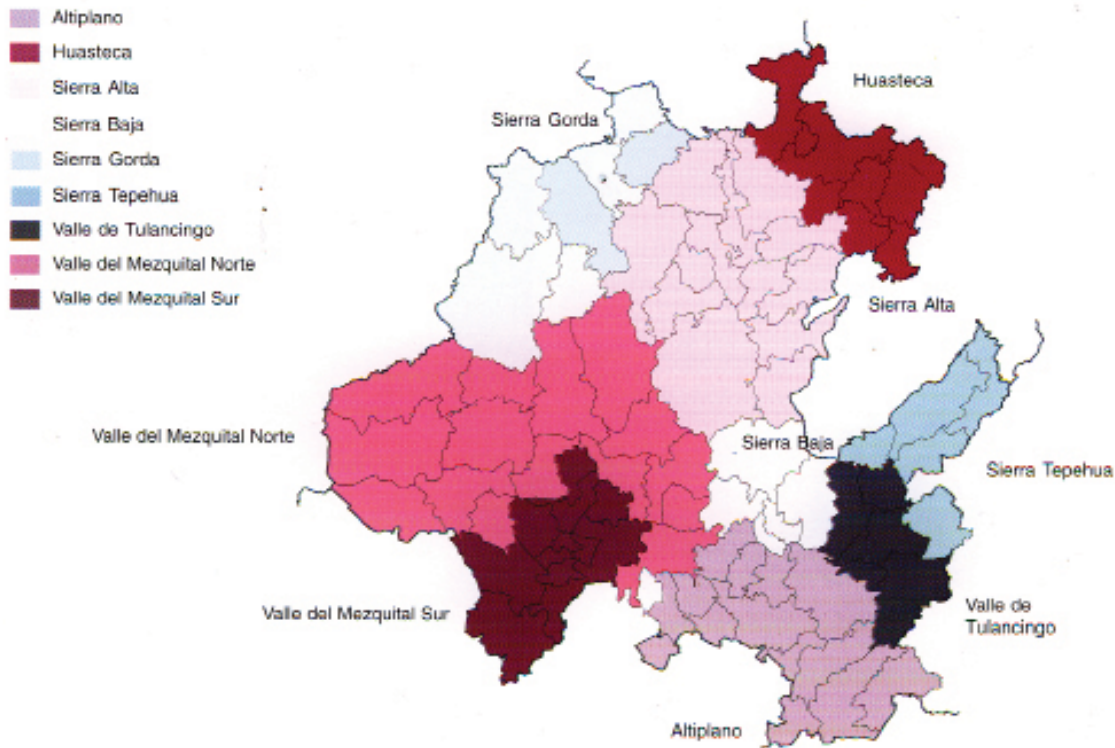 Altiplano
Huasteca
Sierra Alta
Sierra Baja
Sierra Gorda
Sierra Tepehua
Valle de Tulancingo
Valle del Mezquital Norte
Valle del Mezquital Sur
Huasteca
Sierra Gorda
Sierra Alta
Valle del Mezquital Norte
Sierra Baja
Sierra Tepehua
Valle del Mezquital Sur
Valle de
Tulancingo
Altiplano